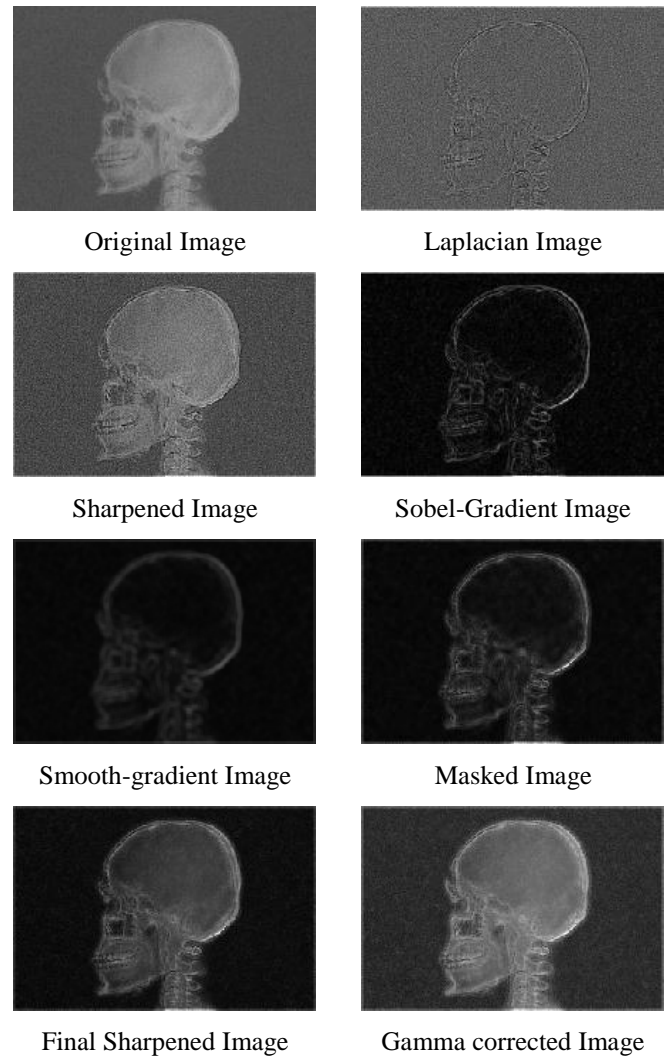 Original Image
Laplacian Image
Sharpened Image
Sobel-Gradient Image
Smooth-gradient Image
Masked Image
Final Sharpened Image
Gamma corrected Image